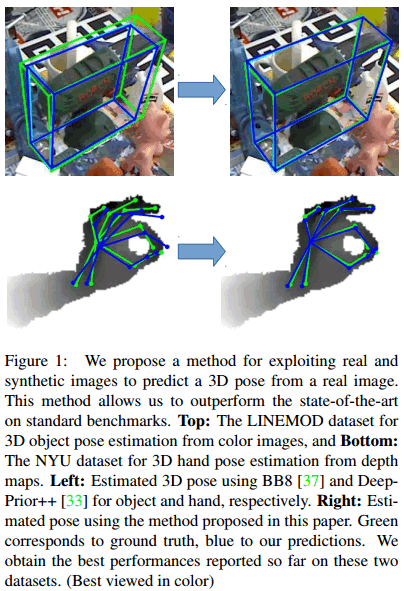 Figure 1: We propose a method for exploiting real and
synthetic images to predict a 3D pose from a real image.
This method allows us to outperform the state-of-the-art
on standard benchmarks. Top: The LINEMOD dataset for
3D object pose estimation from color images, and Bottom:
The NYU dataset for 3D hand pose estimation from depth
maps. Left: Estimated 3D pose using BB8 [37] and Deep-
Prior++ [33] for object and hand, respectively. Right: Esti-
mated pose using the method proposed in this paper. Green
corresponds to ground truth, blue to our predictions. We
obtain the best performances reported so far on these two
datasets. (Best viewed in color)